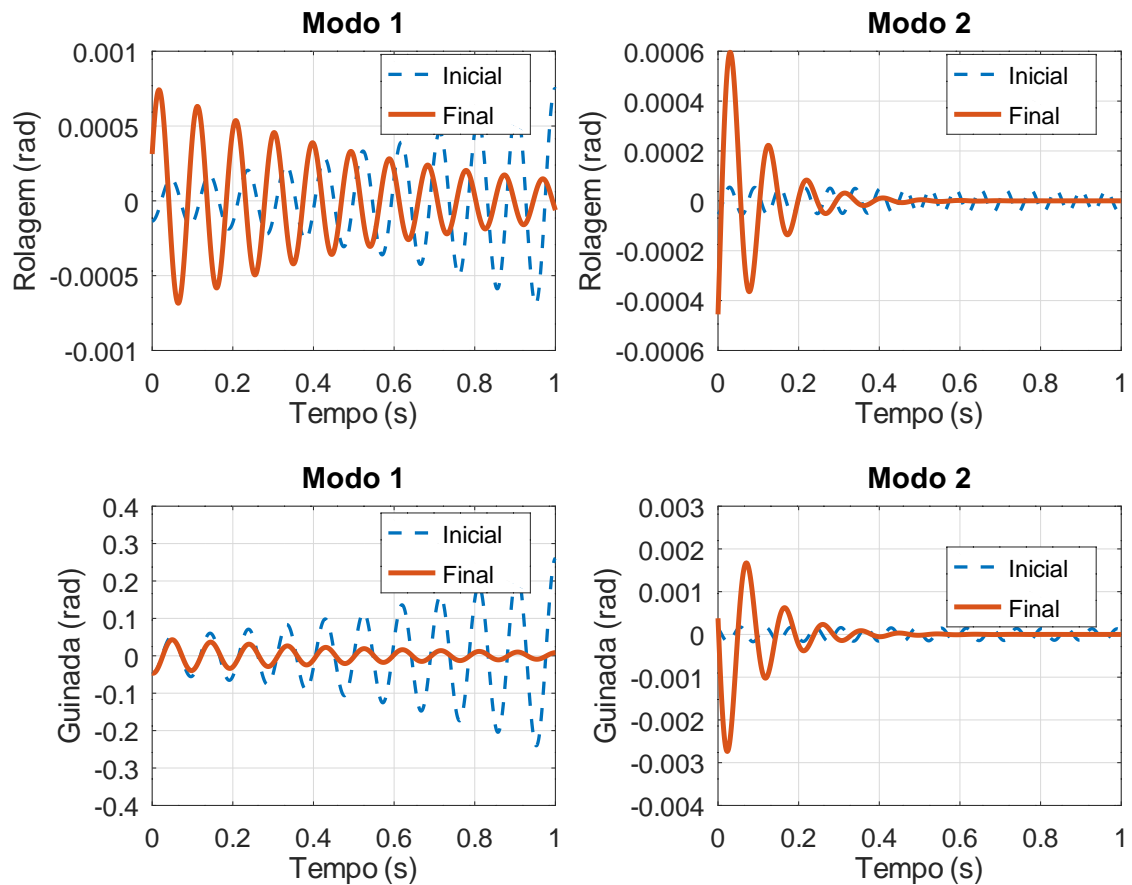 Modo 1
0.001
0.0005
0
-0.0005
-0.001
Rolagem (rad)
Inicial
Final
0 0.2 0.4 0.6 0.8 1
Tempo (s)
Modo 2
0.0006
0.0004
0.0002
0
-0.0002
-0.0004
-0.0006
Rolagem (rad)
Inicial
Final
0 0.2 0.4 0.6 0.8 1
Tempo (s)
Modo 1
0.4
0.3
0.2
0.1
0
-0.1
-0.2
-0.3
-0.4
Guinada (rad)
Inicial
Final
0 0.2 0.4 0.6 0.8 1
Tempo (s)
Modo 2
0.003
0.002
0.001
0
-0.001
-0.002
-0.003
-0.004
Guinada (rad)
Inicial
Final
0 0.2 0.4 0.6 0.8 1
Tempo (s)